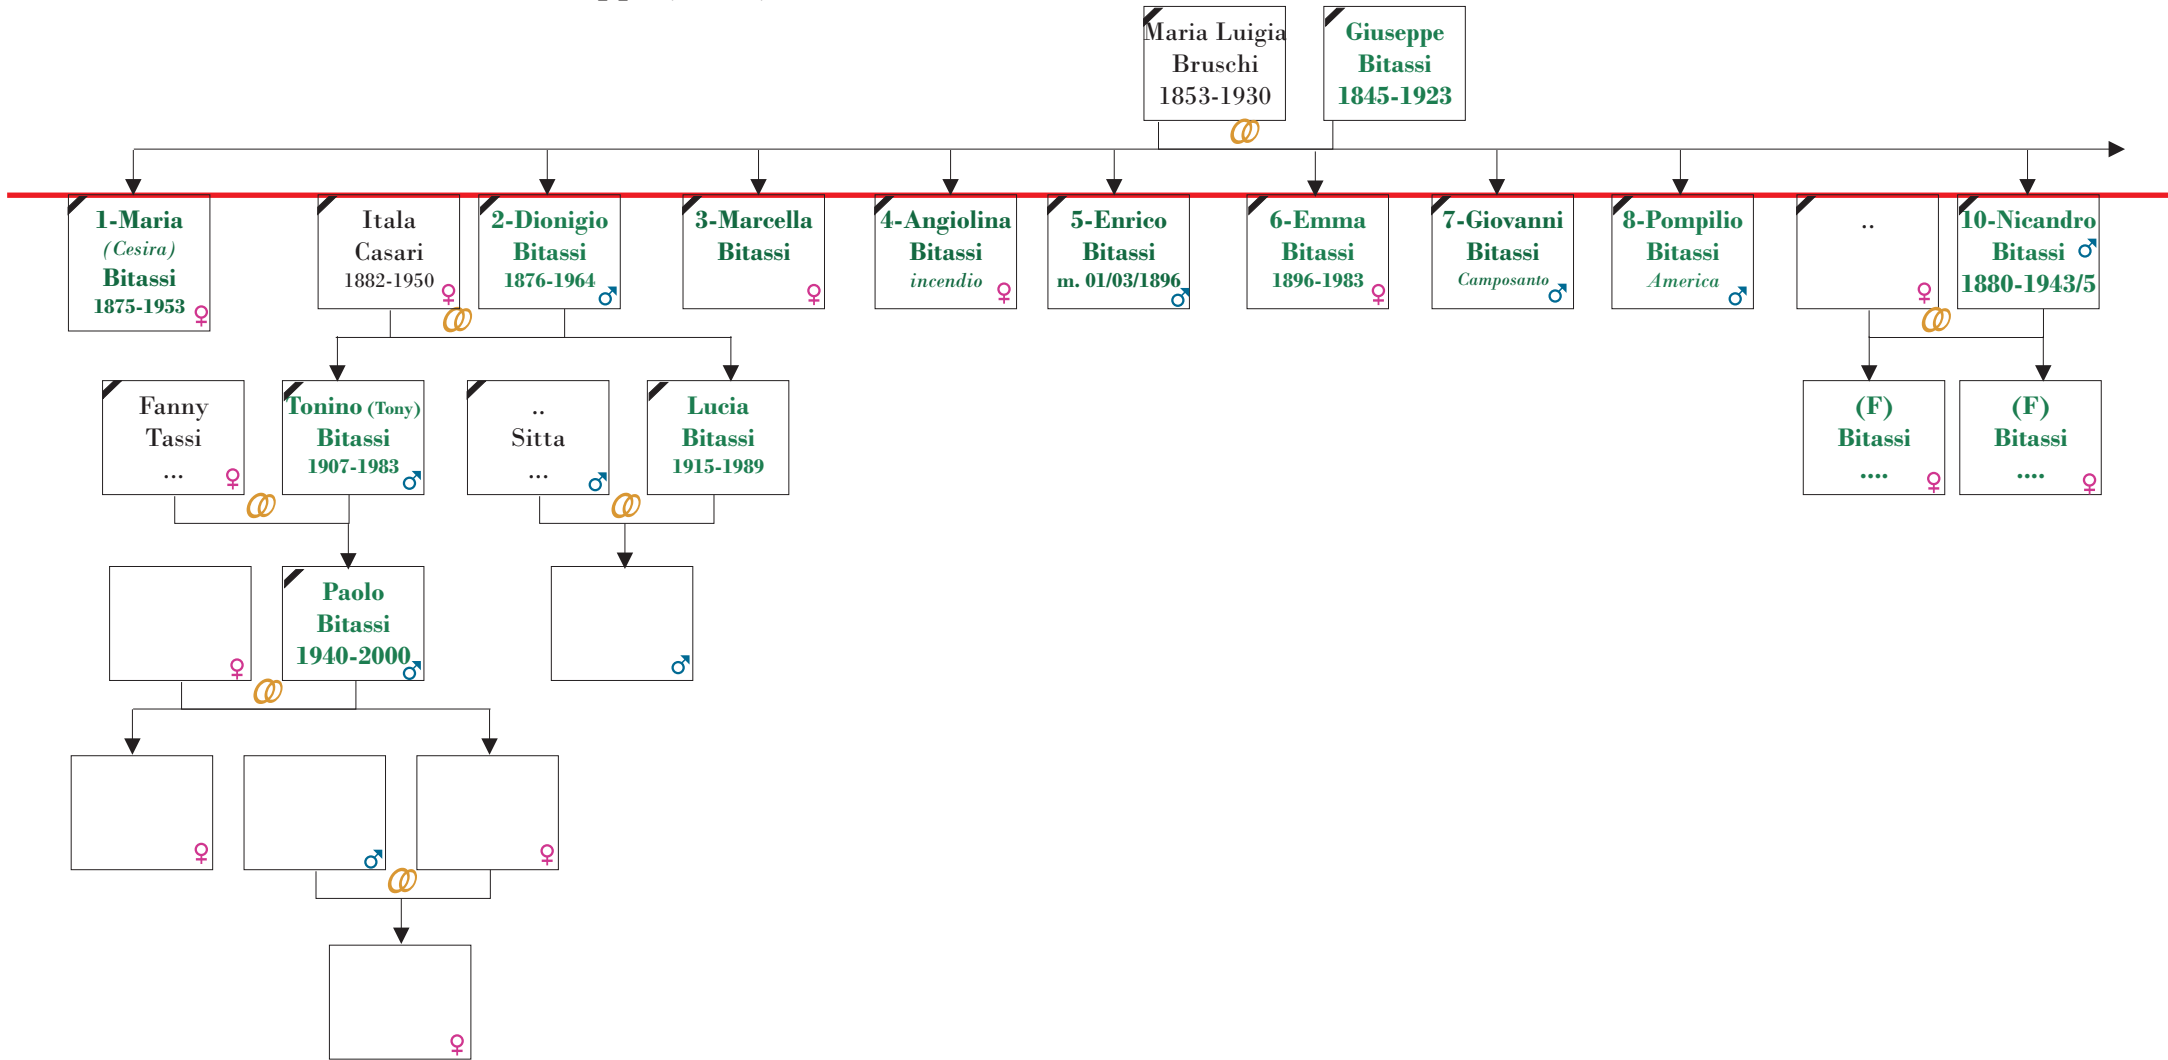 Maria Luigia
Bruschi
1853-1930
Giuseppe
Bitassi
1845-1923
1-Maria
(Cesira)
Bitassi
1875-1953
Itala
Casari
1882-1950
2-Dionigio
Bitassi
1876-1964
3-Marcella
Bitassi
4-Angiolina
Bitassi
incendio
5-Enrico
Bitassi
m. 01/03/1896
6-Emma
Bitassi
1896-1983
7-Giovanni
Bitassi
Camposanto
8-Pompilio
Bitassi
America
..
10-Nicandro
Bitassi
1880-1943/5
Fanny
Tassi
...
Tonino (Tony)
Bitassi
1907-1983
..
Sitta
...
Lucia
Bitassi
1915-1989
(F)
Bitassi
....
(F)
Bitassi
....
Paolo
Bitassi
1940-2000